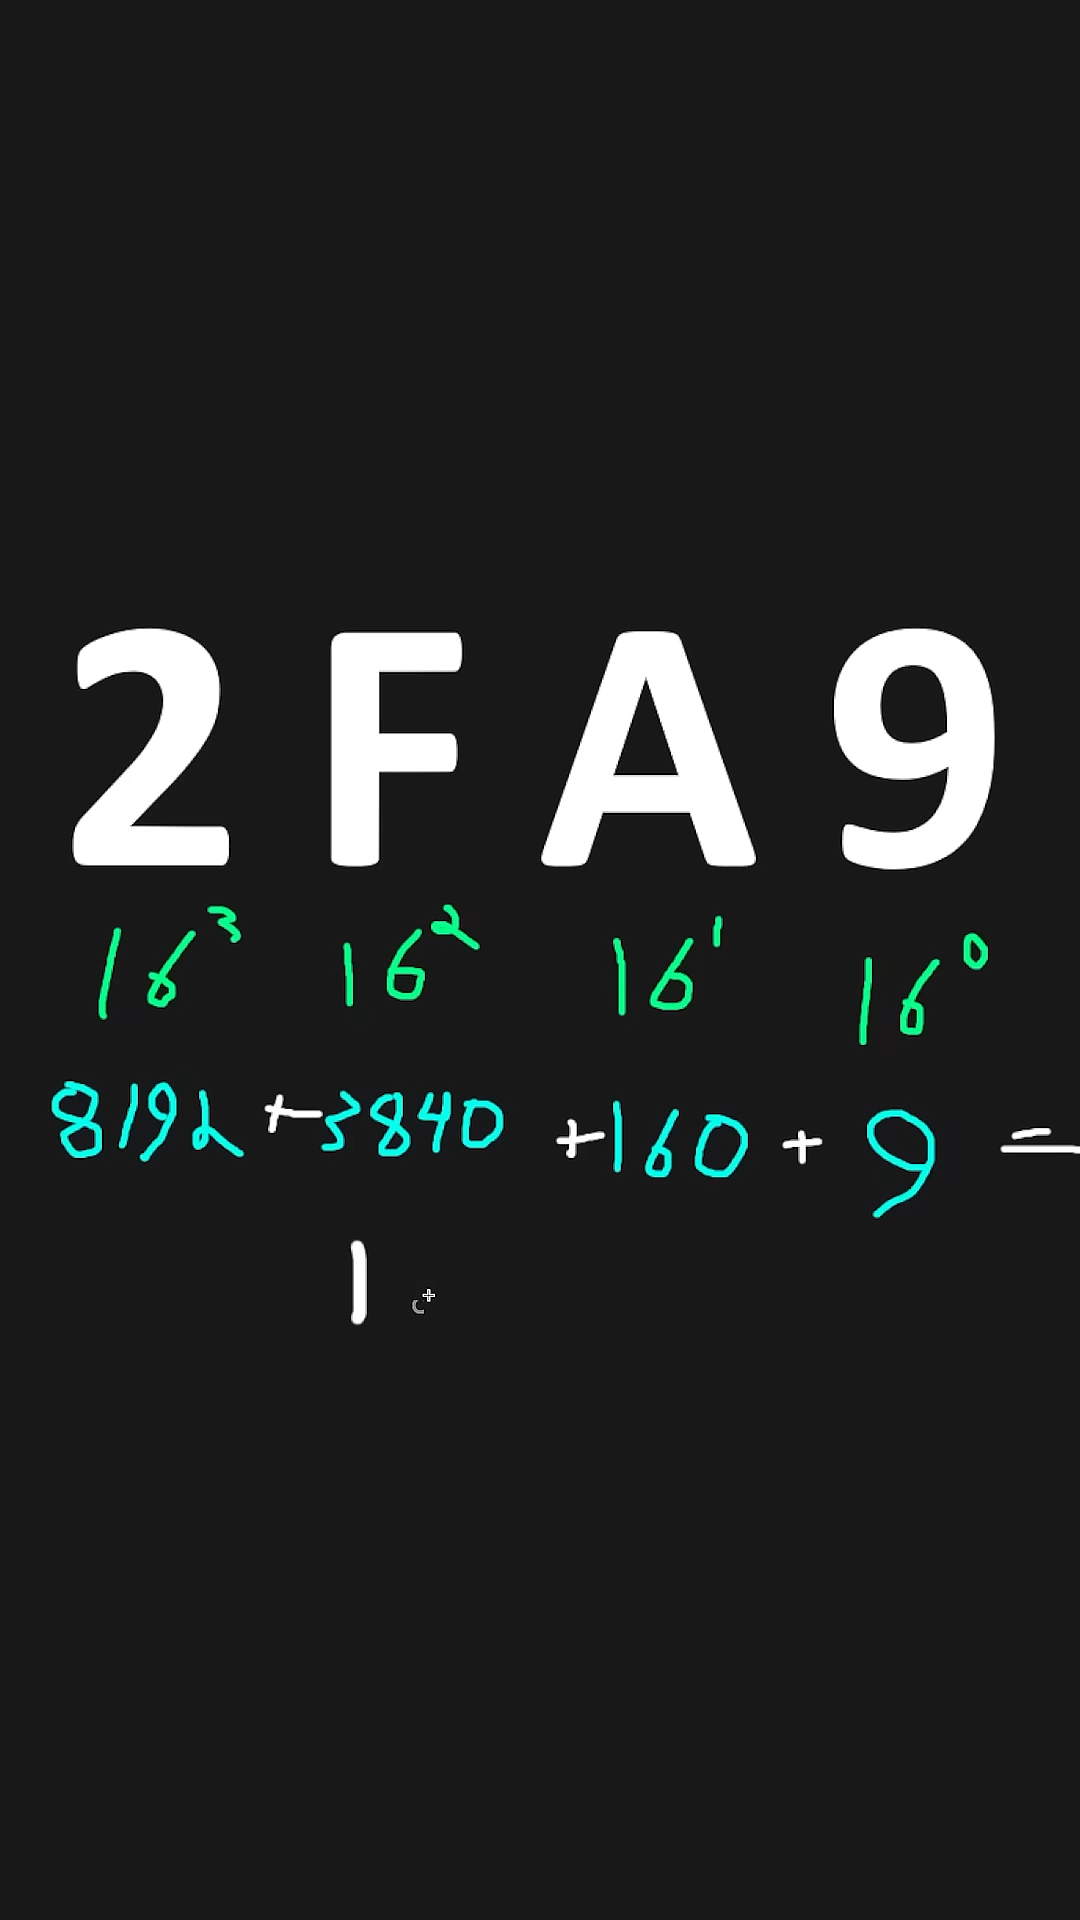 2FA9
16³ 16² 16¹ 16⁰
8192 + 3840 + 160 + 9 =
1